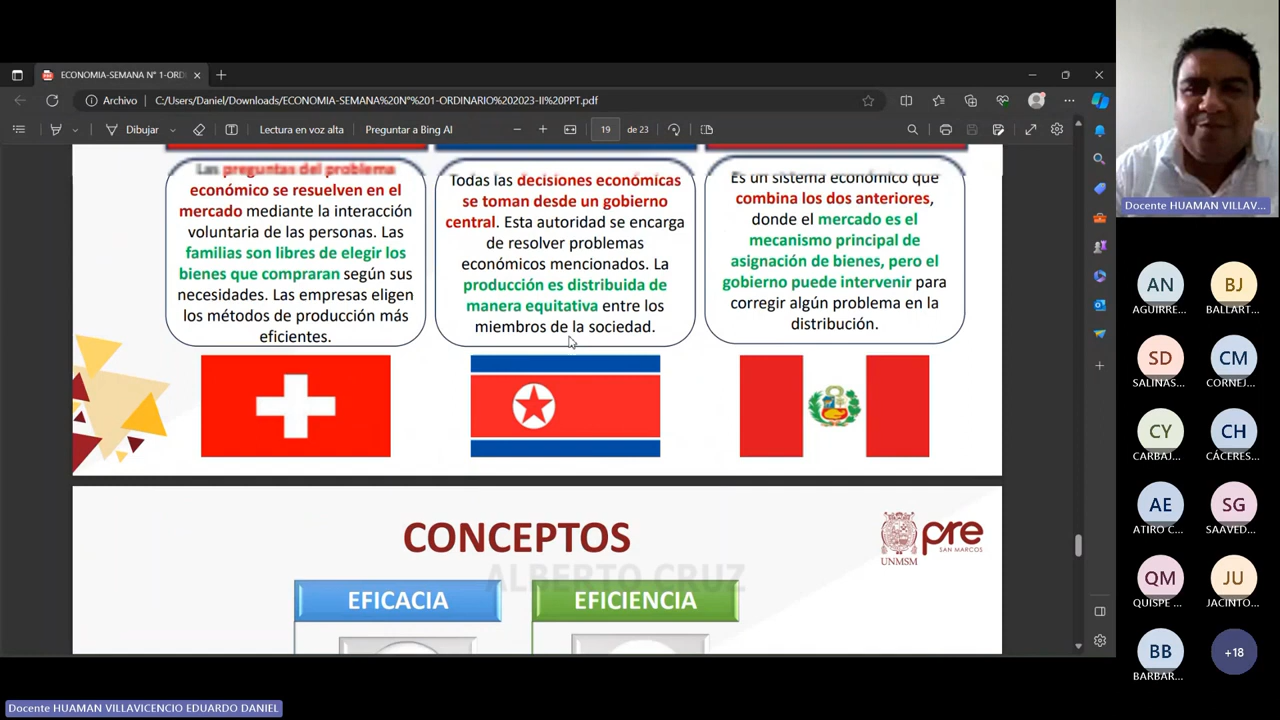 ECONOMIA-SEMANA N° 1-ORDI
Archivo
C:/Users/Daniel/Downloads/ECONOMIA-SEMANA%20N°%201-ORDINARIO%202023-II%20PPT.pdf
Dibujar
Lectura en voz alta
Preguntar a Bing AI
19
de 23
Las preguntas del problema
económico se resuelven en el
mercado mediante la interacción
voluntaria de las personas. Las
familias son libres de elegir los
bienes que compraran según sus
necesidades. Las empresas eligen
los métodos de producción más
eficientes.
Todas las decisiones económicas
se toman desde un gobierno
central. Esta autoridad se encarga
de resolver problemas
económicos mencionados. La
producción es distribuida de
manera equitativa entre los
miembros de la sociedad.
Es un sistema económico que
combina los dos anteriores,
donde el mercado es el
mecanismo principal de
asignación de bienes, pero el
gobierno puede intervenir para
corregir algún problema en la
distribución.
CONCEPTOS
UNMSM
pre
SAN MARCOS
ALBERTO CRUZ
EFICACIA
EFICIENCIA
Docente HUAMAN VILLAV...
AN
AGUIRRE...
BJ
BALLART...
SD
SALINAS...
CM
CORNEJ...
CY
CARBAJ...
CH
CÁCERES...
AE
ATIRO C...
SG
SAAVED...
QM
QUISPE ...
JU
JACINTO...
BB
BARBAR...
+18
Docente HUAMAN VILLAVICENCIO EDUARDO DANIEL